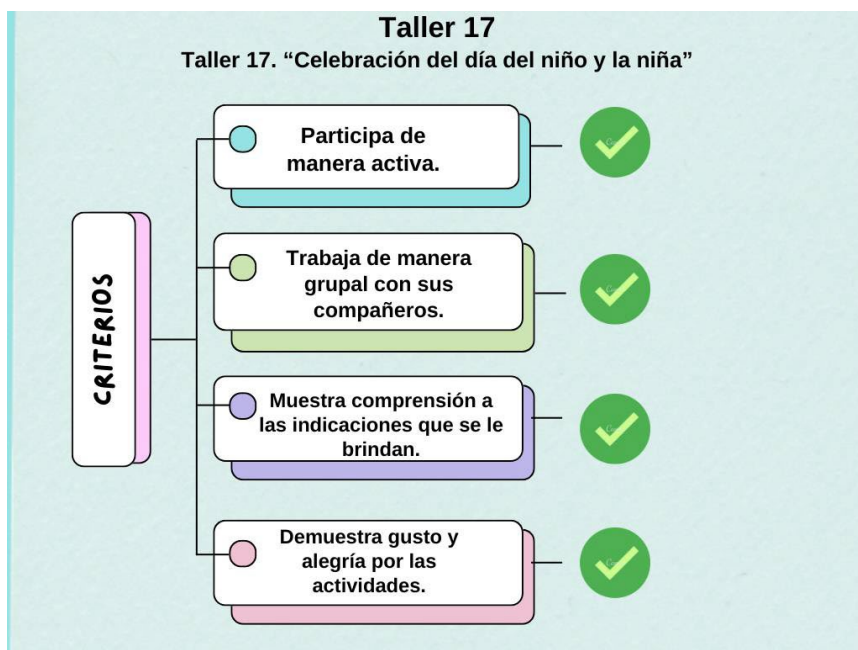 Taller 17
Taller 17. “Celebración del día del niño y la niña”
CRITERIOS
Participa de
manera activa.
Trabaja de manera
grupal con sus
compañeros.
Muestra comprensión a
las indicaciones que se le
brindan.
Demuestra gusto y
alegría por las
actividades.